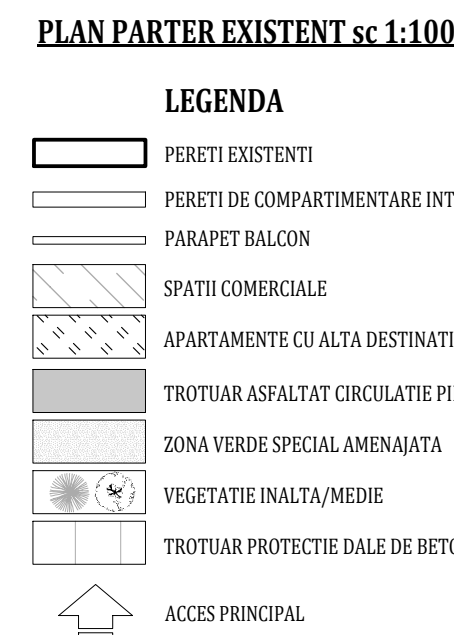 PLAN PARTER EXISTENT sc 1:100
LEGENDA
PERETI EXISTENTI
PERETI DE COMPARTIMENTARE INT
PARAPET BALCON
SPATII COMERCIALE
APARTAMENTE CU ALTA DESTINATI
TROTUAR ASFALTAT CIRCULATIE PI
ZONA VERDE SPECIAL AMENAJATA
VEGETATIE INALTA/MEDIE
TROTUAR PROTECTIE DALE DE BETO
ACCES PRINCIPAL